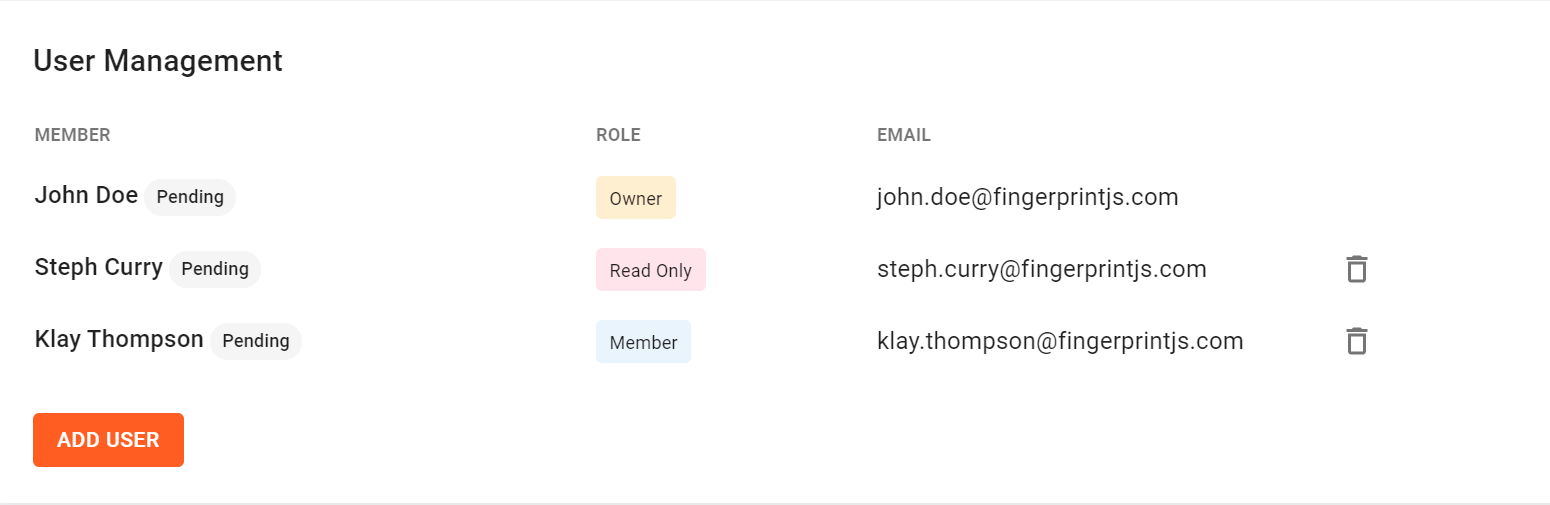 User Management
MEMBER ROLE EMAIL
John Doe Pending Owner john.doe@fingerprintjs.com
Steph Curry Pending Read Only steph.curry@fingerprintjs.com
Klay Thompson Pending Member klay.thompson@fingerprintjs.com
ADD USER